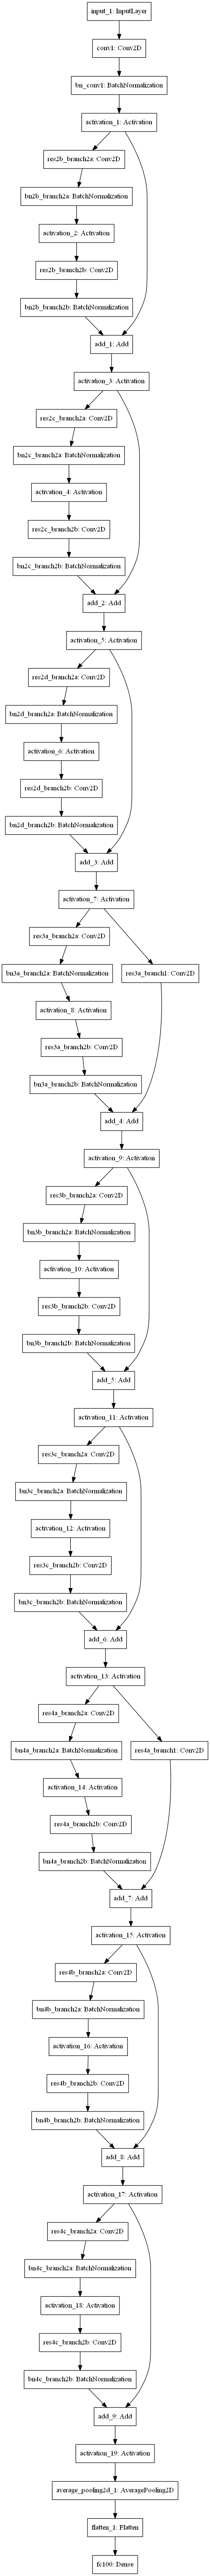 input_1: InputLayer
conv1: Conv2D
bn_conv1: BatchNormalization
activation_1: Activation
res2b_branch2a: Conv2D
bn2b_branch2a: BatchNormalization
activation_2: Activation
res2b_branch2b: Conv2D
bn2b_branch2b: BatchNormalization
add_1: Add
activation_3: Activation
res2c_branch2a: Conv2D
bn2c_branch2a: BatchNormalization
activation_4: Activation
res2c_branch2b: Conv2D
bn2c_branch2b: BatchNormalization
add_2: Add
activation_5: Activation
res2d_branch2a: Conv2D
bn2d_branch2a: BatchNormalization
activation_6: Activation
res2d_branch2b: Conv2D
bn2d_branch2b: BatchNormalization
add_3: Add
activation_7: Activation
res3a_branch2a: Conv2D
bn3a_branch2a: BatchNormalization
res3a_branch1: Conv2D
activation_8: Activation
res3a_branch2b: Conv2D
bn3a_branch2b: BatchNormalization
add_4: Add
activation_9: Activation
res3b_branch2a: Conv2D
bn3b_branch2a: BatchNormalization
activation_10: Activation
res3b_branch2b: Conv2D
bn3b_branch2b: BatchNormalization
add_5: Add
activation_11: Activation
res3c_branch2a: Conv2D
bn3c_branch2a: BatchNormalization
activation_12: Activation
res3c_branch2b: Conv2D
bn3c_branch2b: BatchNormalization
add_6: Add
activation_13: Activation
res4a_branch2a: Conv2D
bn4a_branch2a: BatchNormalization
res4a_branch1: Conv2D
activation_14: Activation
res4a_branch2b: Conv2D
bn4a_branch2b: BatchNormalization
add_7: Add
activation_15: Activation
res4b_branch2a: Conv2D
bn4b_branch2a: BatchNormalization
activation_16: Activation
res4b_branch2b: Conv2D
bn4b_branch2b: BatchNormalization
add_8: Add
activation_17: Activation
res4c_branch2a: Conv2D
bn4c_branch2a: BatchNormalization
activation_18: Activation
res4c_branch2b: Conv2D
bn4c_branch2b: BatchNormalization
add_9: Add
activation_19: Activation
average_pooling2d_1: AveragePooling2D
flatten_1: Flatten
fc100: Dense